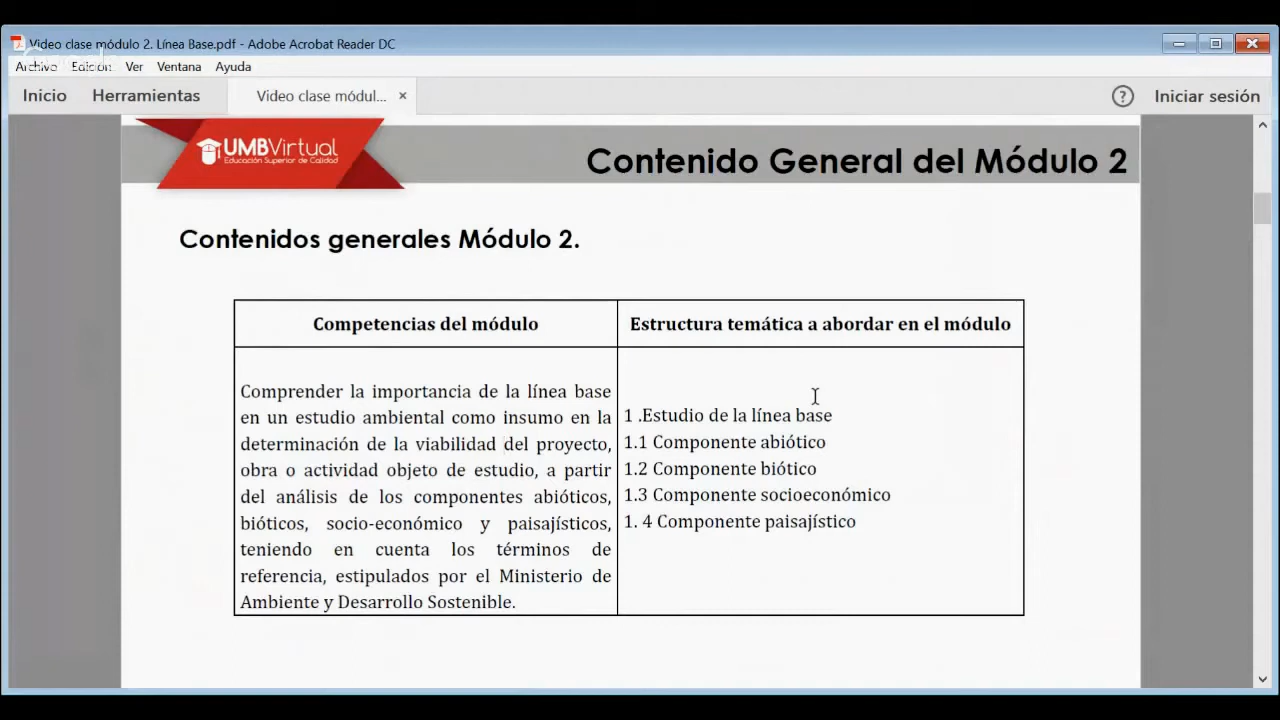 Video clase módulo 2. Línea Base.pdf - Adobe Acrobat Reader DC
Archivo Edición Ver Ventana Ayuda
Inicio Herramientas Video clase módul... × ? Iniciar sesión
UMBVirtual
Educación Superior de Calidad
Contenido General del Módulo 2
Contenidos generales Módulo 2.
Competencias del módulo
Comprender la importancia de la línea base
en un estudio ambiental como insumo en la
determinación de la viabilidad del proyecto,
obra o actividad objeto de estudio, a partir
del análisis de los componentes abióticos,
bióticos, socio-económico y paisajísticos,
teniendo en cuenta los términos de
referencia, estipulados por el Ministerio de
Ambiente y Desarrollo Sostenible.
Estructura temática a abordar en el módulo
1 .Estudio de la línea base
1.1 Componente abiótico
1.2 Componente biótico
1.3 Componente socioeconómico
1. 4 Componente paisajístico